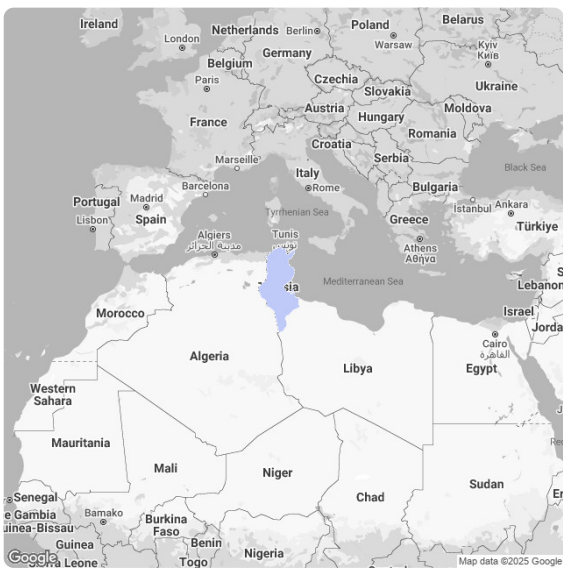 Ireland
London
Netherlands
Berlin
Poland
Warsaw
Belarus
Belgium
Germany
Kyiv
Київ
Paris
Czechia
Slovakia
Ukraine
France
Austria
Hungary
Moldova
Croatia
Romania
Marseille
Italy
Serbia
Black Sea
Barcelona
Rome
Bulgaria
Portugal
Madrid
Tyrrhenian Sea
İstanbul
Ankara
Lisbon
Spain
Greece
Türkiye
Algiers
مدينة الجزائر
Tunis
تونس
Athens
Αθήνα
Mediterranean Sea
Lebanon
Israel
Morocco
Jorda
Cairo
القاهرة
Algeria
Libya
Egypt
Western
Sahara
Mauritania
Mali
Niger
Chad
Sudan
Senegal
e Gambia
Bamako
Burkina
Faso
uinea-Bissau
Guinea
Benin
Nigeria
Togo
Google
Map data ©2025 Google